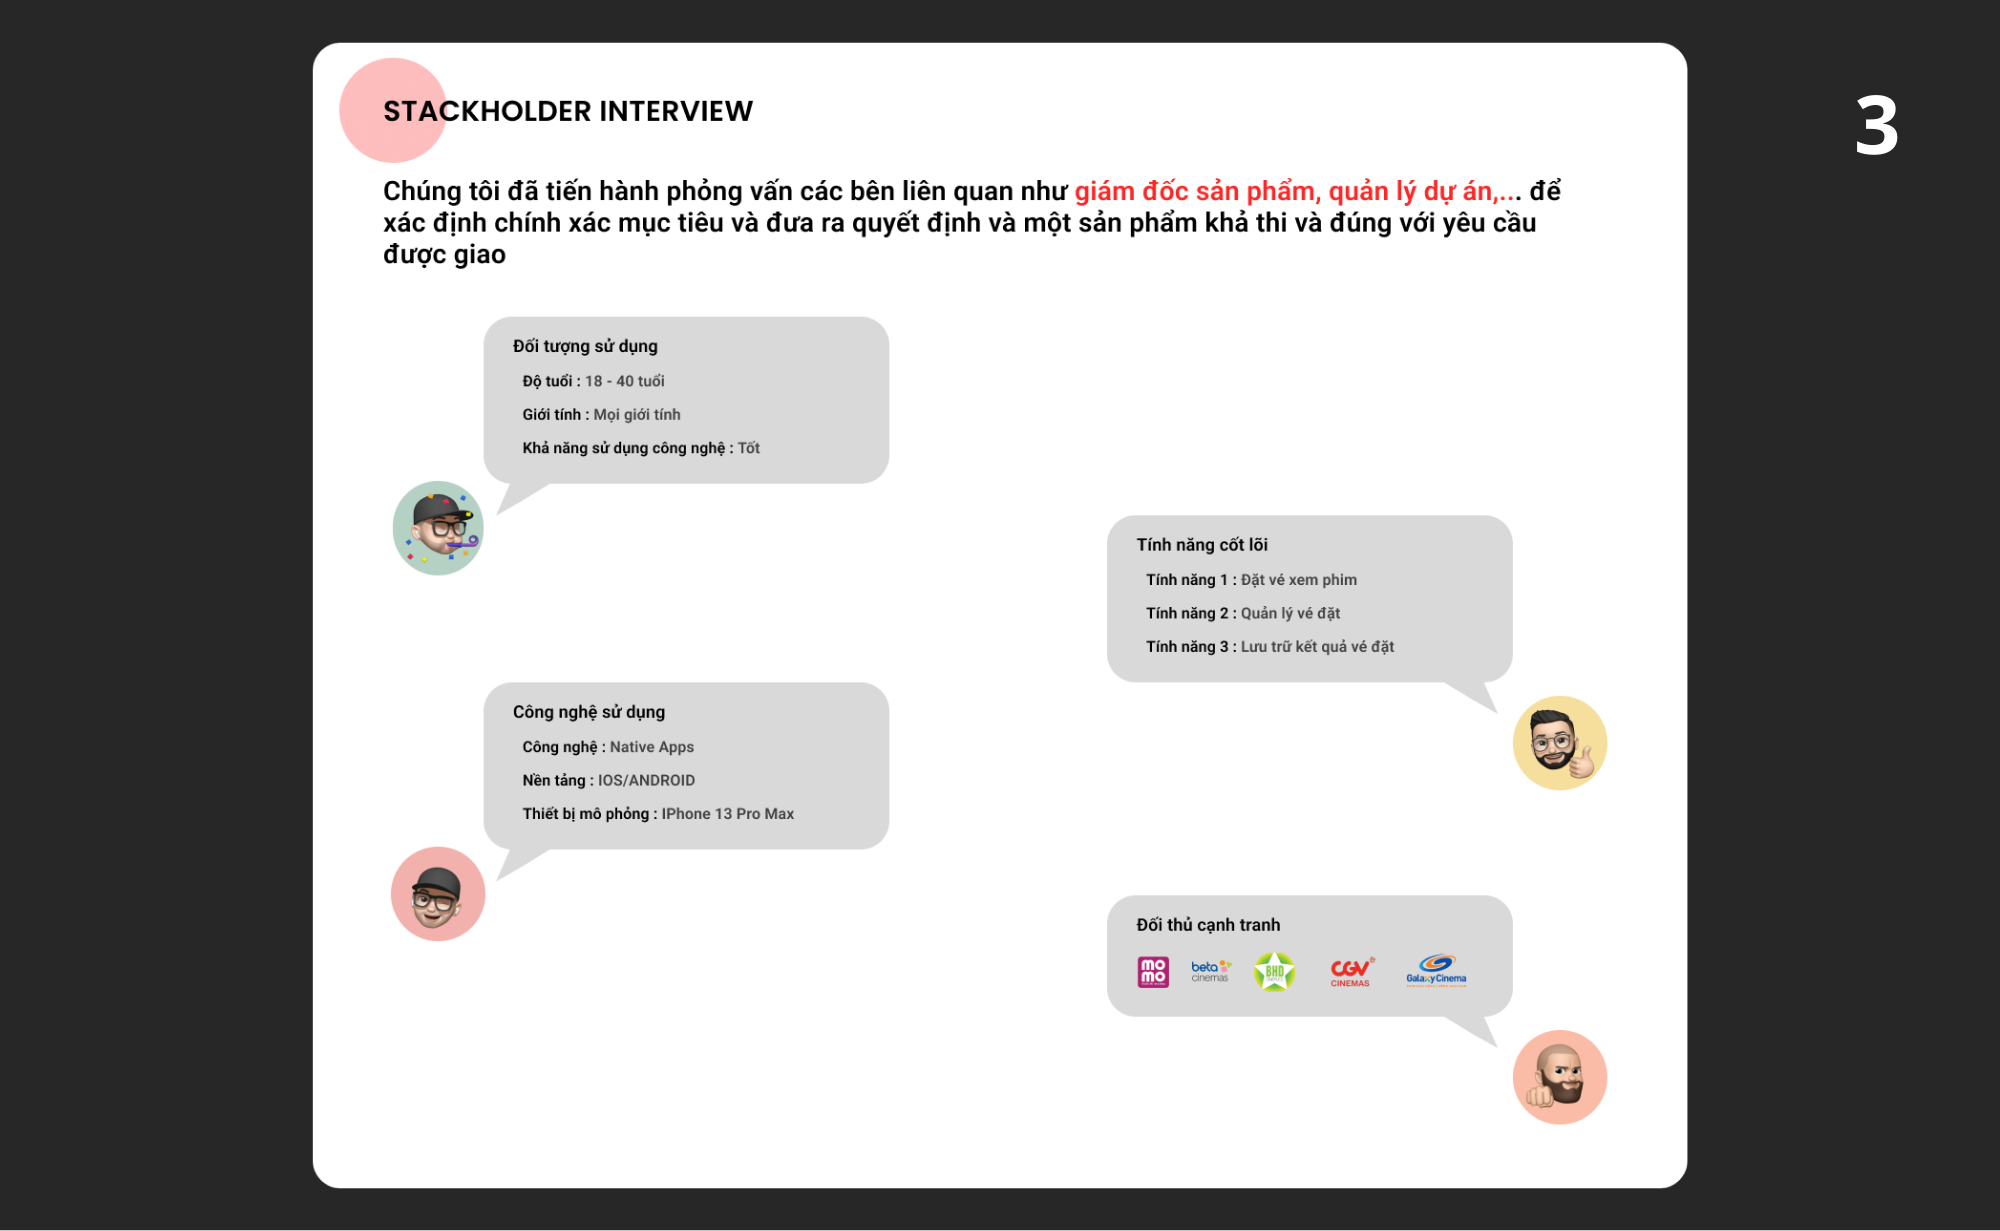 3
STACKHOLDER INTERVIEW
Chúng tôi đã tiến hành phỏng vấn các bên liên quan như giám đốc sản phẩm, quản lý dự án,... để
xác định chính xác mục tiêu và đưa ra quyết định và một sản phẩm khả thi và đúng với yêu cầu
được giao
Đối tượng sử dụng
Độ tuổi : 18 - 40 tuổi
Giới tính : Mọi giới tính
Khả năng sử dụng công nghệ : Tốt
Tính năng cốt lõi
Tính năng 1 : Đặt vé xem phim
Tính năng 2 : Quản lý vé đặt
Tính năng 3 : Lưu trữ kết quả vé đặt
Công nghệ sử dụng
Công nghệ : Native Apps
Nền tảng : IOS/ANDROID
Thiết bị mô phỏng : IPhone 13 Pro Max
Đối thủ cạnh tranh
mo
mo
beta
cinemas
BHD
CGV
CINEMAS
Galaxy Cinema